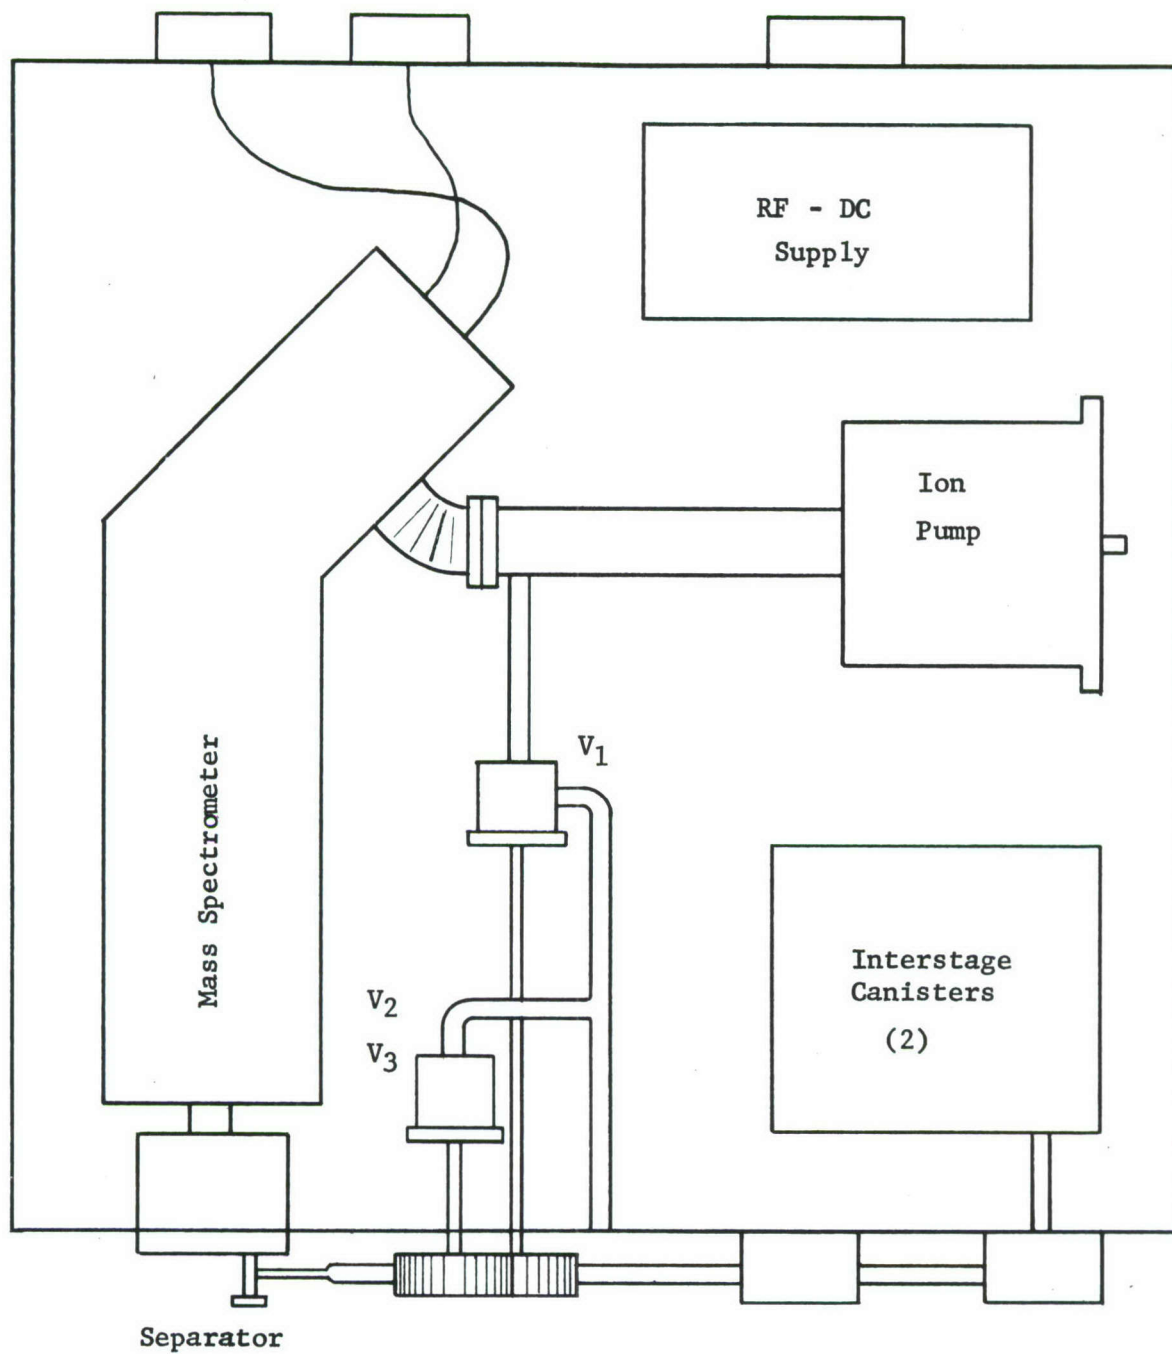 RF - DC
Supply
Ion
Pump
V1
Mass Spectrometer
Interstage
Canisters
(2)
V2
V3
Separator